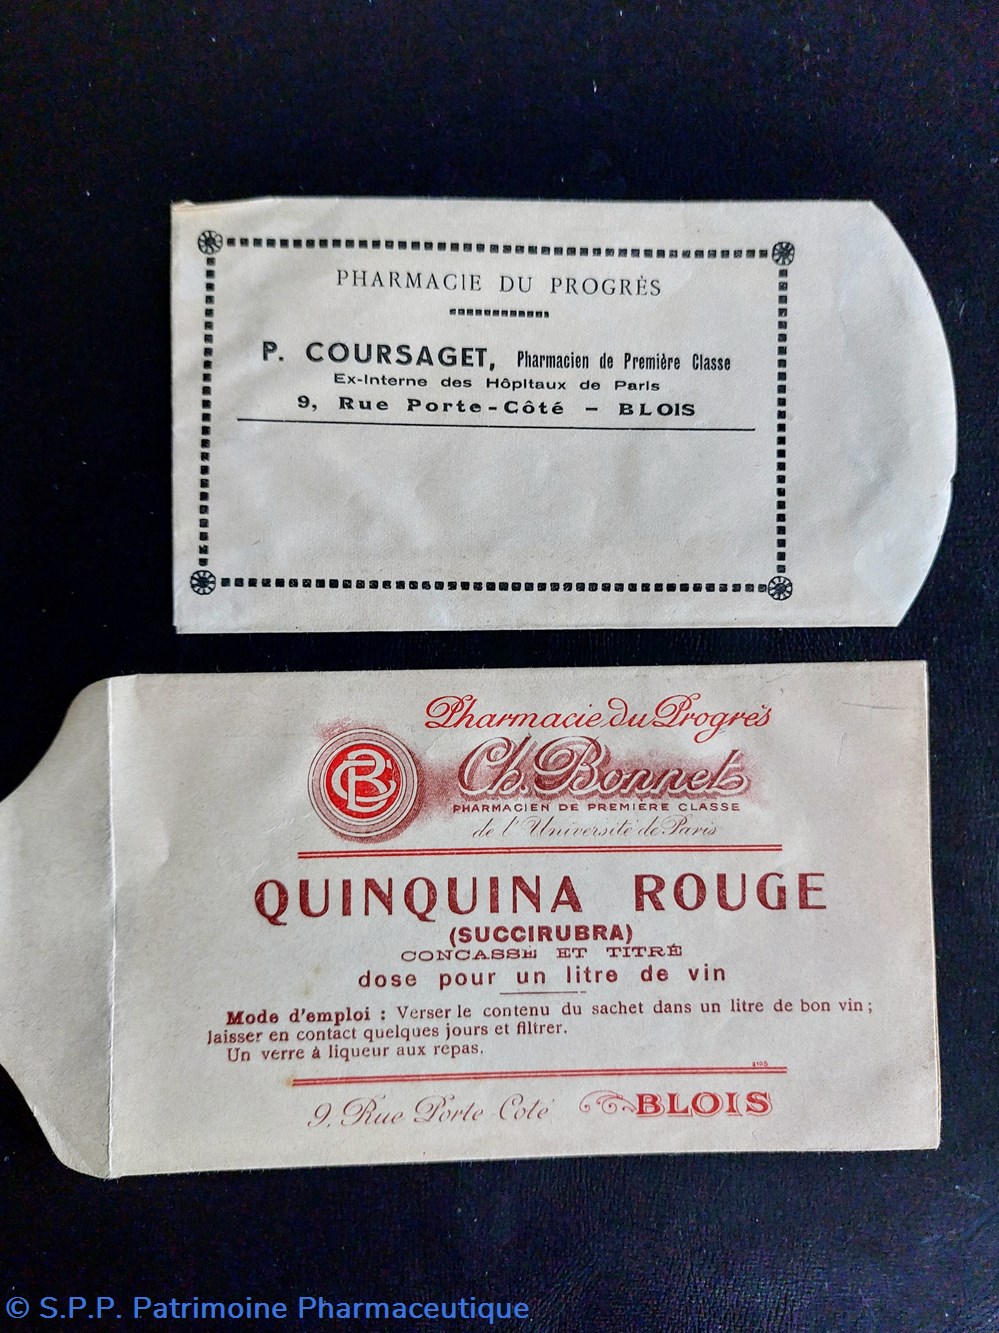 PHARMACIE DU PROGRÈS
P. COURSAGET, Pharmacien de Première Classe
Ex-Interne des Hôpitaux de Paris
9, Rue Porte-Côté - BLOIS
Pharmacie du Progrès
CB
Ch. Bonnet
PHARMACIEN DE PREMIÈRE CLASSE
de l'Université de Paris
QUINQUINA ROUGE
(SUCCIRUBRA)
CONCASSÉ ET TITRÉ
dose pour un litre de vin
Mode d'emploi : Verser le contenu du sachet dans un litre de bon vin ;
laisser en contact quelques jours et filtrer.
Un verre à liqueur aux repas.
9, Rue Porte Coté BLOIS
© S.P.P. Patrimoine Pharmaceutique